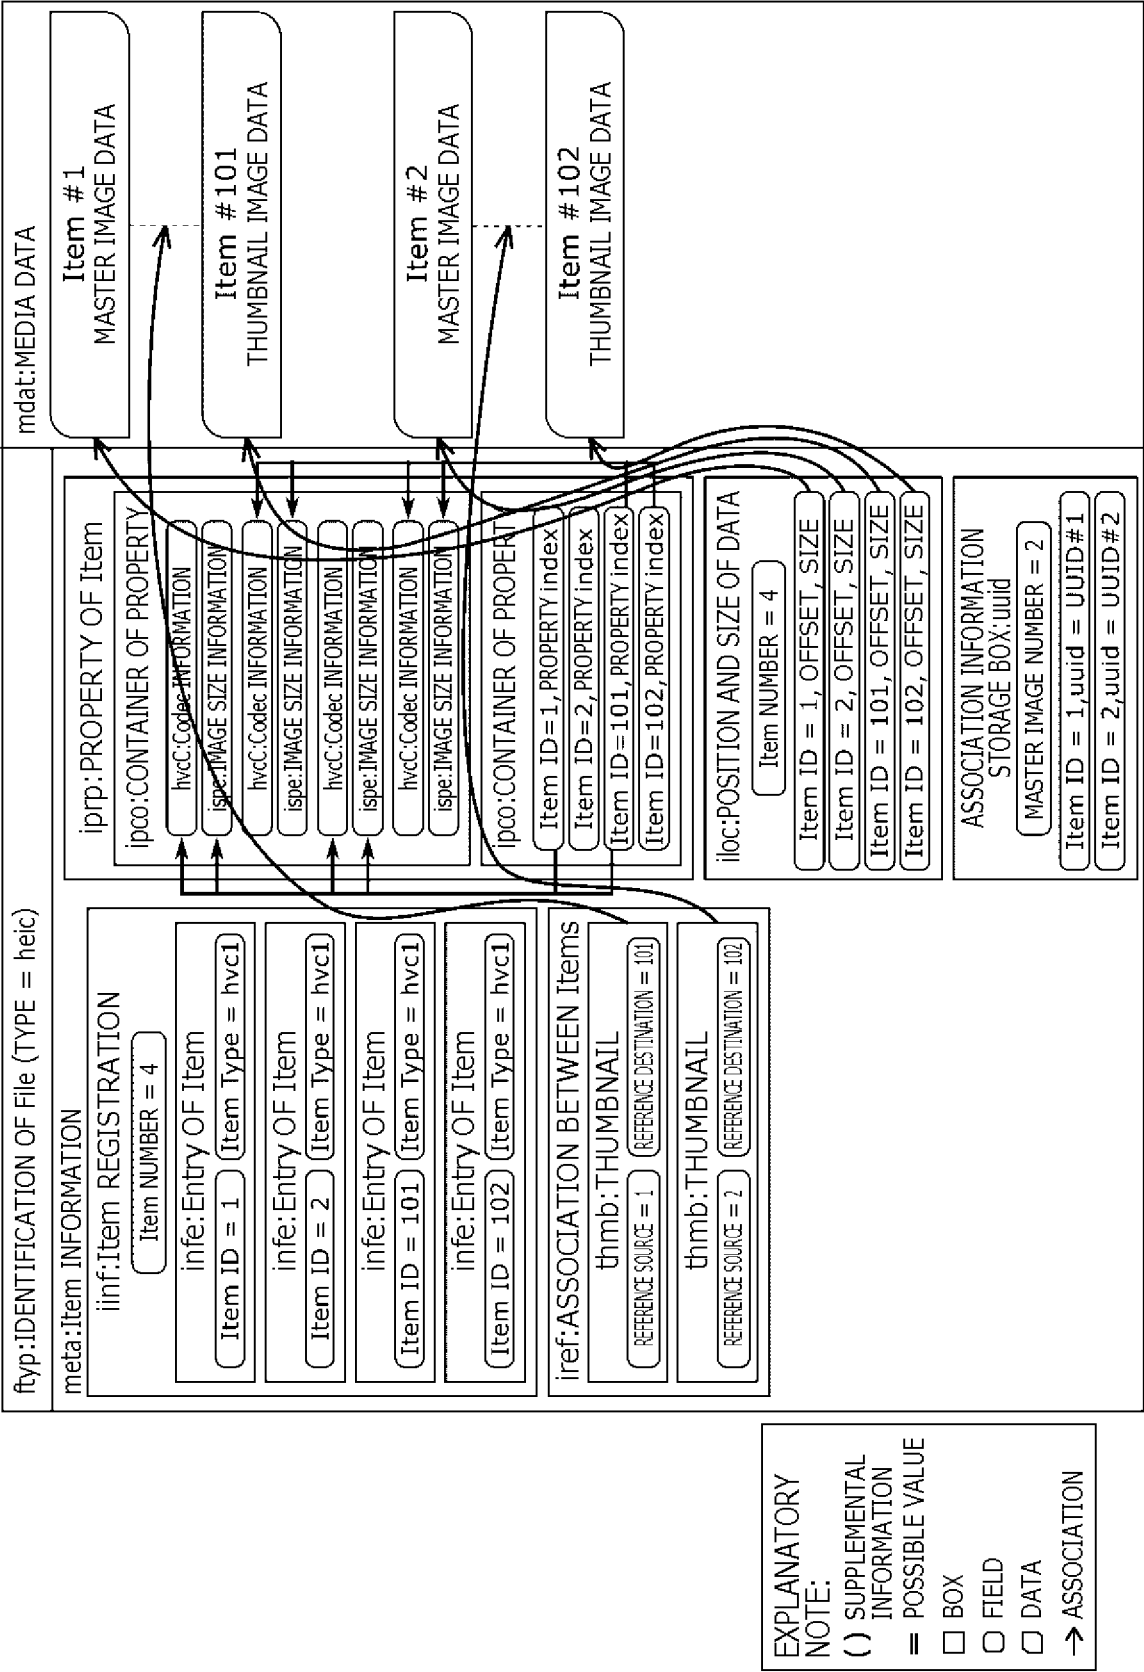 ftyp:IDENTIFICATION OF File (TYPE = heic)
meta:Item INFORMATION
iinf:Item REGISTRATION
Item NUMBER = 4
infe:Entry OF Item
Item ID = 1
Item Type = hvc1
infe:Entry OF Item
Item ID = 2
Item Type = hvc1
infe:Entry OF Item
Item ID = 101
Item Type = hvc1
infe:Entry OF Item
Item ID = 102
Item Type = hvc1
iref:ASSOCIATION BETWEEN Items
thmb:THUMBNAIL
REFERENCE SOURCE = 1
REFERENCE DESTINATION = 101
thmb:THUMBNAIL
REFERENCE SOURCE = 2
REFERENCE DESTINATION = 102
iprp:PROPERTY OF Item
ipco:CONTAINER OF PROPERTY
hvcC:Codec INFORMATION
ispe:IMAGE SIZE INFORMATION
hvcC:Codec INFORMATION
ispe:IMAGE SIZE INFORMATION
hvcC:Codec INFORMATION
ispe:IMAGE SIZE INFORMATION
hvcC:Codec INFORMATION
ispe:IMAGE SIZE INFORMATION
ipco:CONTAINER OF PROPERT
Item ID=1,PROPERTY index
Item ID=2,PROPERTY index
Item ID=101,PROPERTY index
Item ID=102,PROPERTY index
iloc:POSITION AND SIZE OF DATA
Item NUMBER = 4
Item ID = 1, OFFSET, SIZE
Item ID = 2, OFFSET, SIZE
Item ID = 101, OFFSET, SIZE
Item ID = 102, OFFSET, SIZE
ASSOCIATION INFORMATION
STORAGE BOX:uuid
MASTER IMAGE NUMBER = 2
Item ID = 1,uuid = UUID#1
Item ID = 2,uuid = UUID#2
mdat:MEDIA DATA
Item #1
MASTER IMAGE DATA
Item #101
THUMBNAIL IMAGE DATA
Item #2
MASTER IMAGE DATA
Item #102
THUMBNAIL IMAGE DATA
EXPLANATORY
NOTE:
( ) SUPPLEMENTAL
INFORMATION
= POSSIBLE VALUE
BOX
FIELD
DATA
→ ASSOCIATION